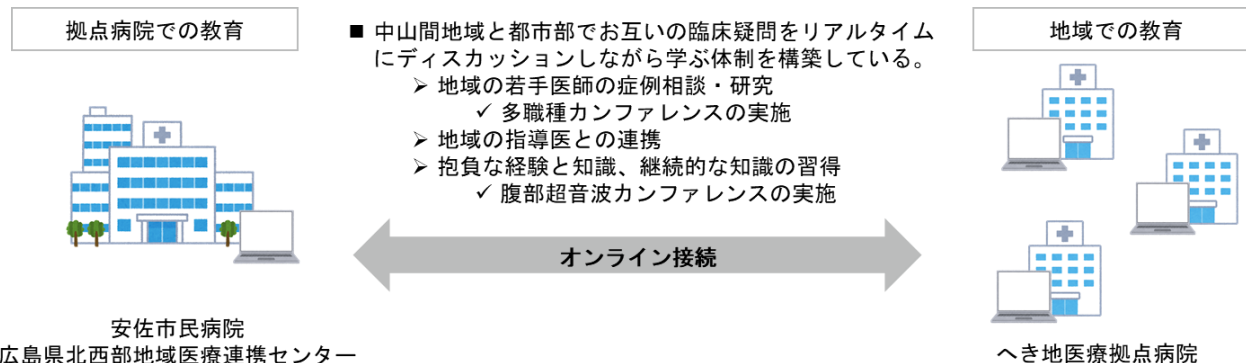 拠点病院での教育
■ 中山間地域と都市部でお互いの臨床疑問をリアルタイム
にディスカッションしながら学ぶ体制を構築している。
➢ 地域の若手医師の症例相談・研究
✓ 多職種カンファレンスの実施
➢ 地域の指導医との連携
➢ 抱負な経験と知識、継続的な知識の習得
✓ 腹部超音波カンファレンスの実施
オンライン接続
地域での教育
安佐市民病院
広島県北西部地域医療連携センター
へき地医療拠点病院